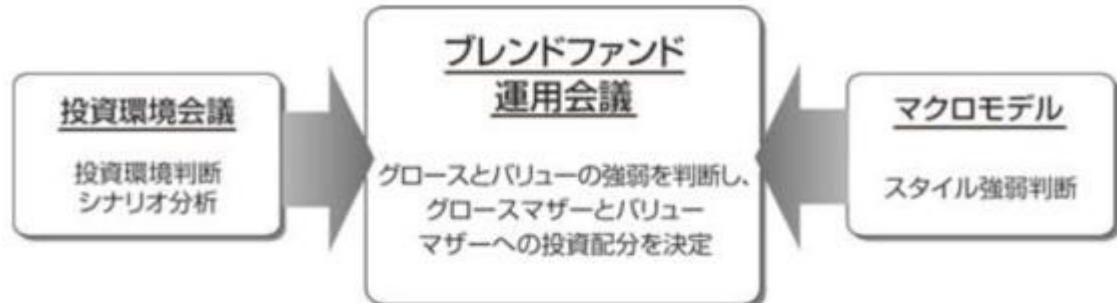 投資環境会議
投資環境判断
シナリオ分析
ブレンドファンド
運用会議
グロースとバリューの強弱を判断し、
グロースマザーとバリュー
マザーへの投資配分を決定
マクロモデル
スタイル強弱判断